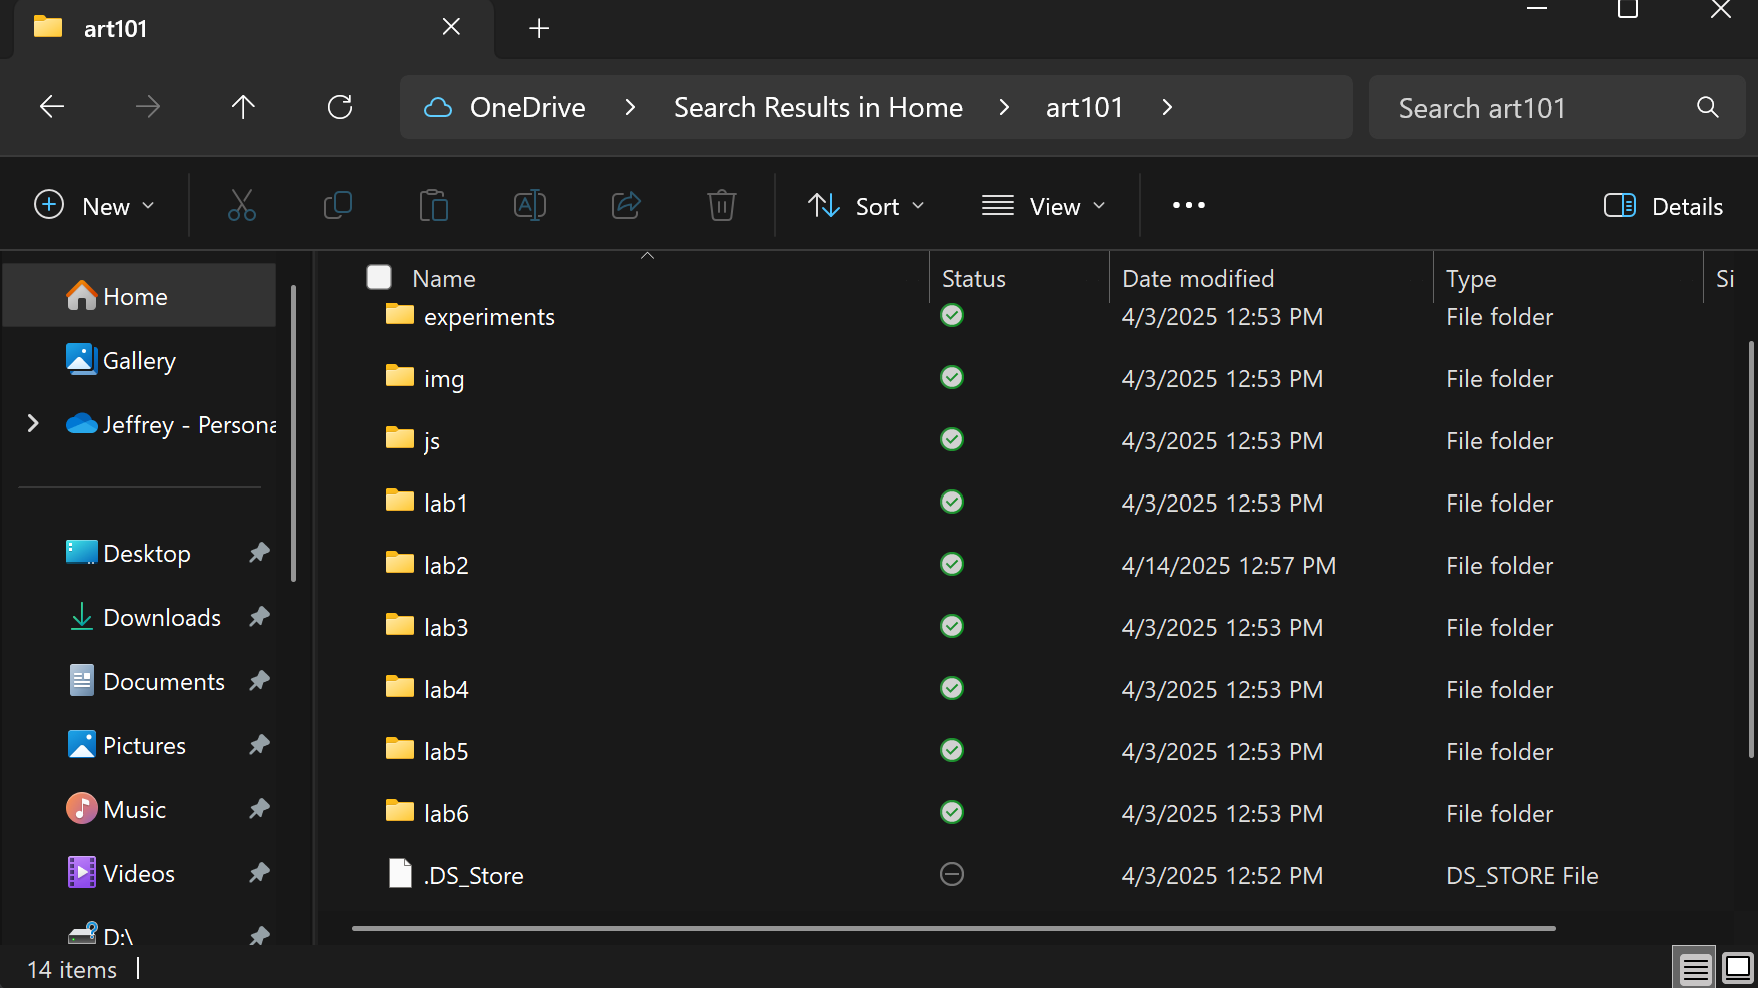 art101
OneDrive > Search Results in Home > art101 >
Search art101
New
Sort
View
Details
Home
Gallery
Jeffrey - Persona
Desktop
Downloads
Documents
Pictures
Music
Videos
D:\
Name Status Date modified Type Si
experiments 4/3/2025 12:53 PM File folder
img 4/3/2025 12:53 PM File folder
js 4/3/2025 12:53 PM File folder
lab1 4/3/2025 12:53 PM File folder
lab2 4/14/2025 12:57 PM File folder
lab3 4/3/2025 12:53 PM File folder
lab4 4/3/2025 12:53 PM File folder
lab5 4/3/2025 12:53 PM File folder
lab6 4/3/2025 12:53 PM File folder
.DS_Store 4/3/2025 12:52 PM DS_STORE File
14 items